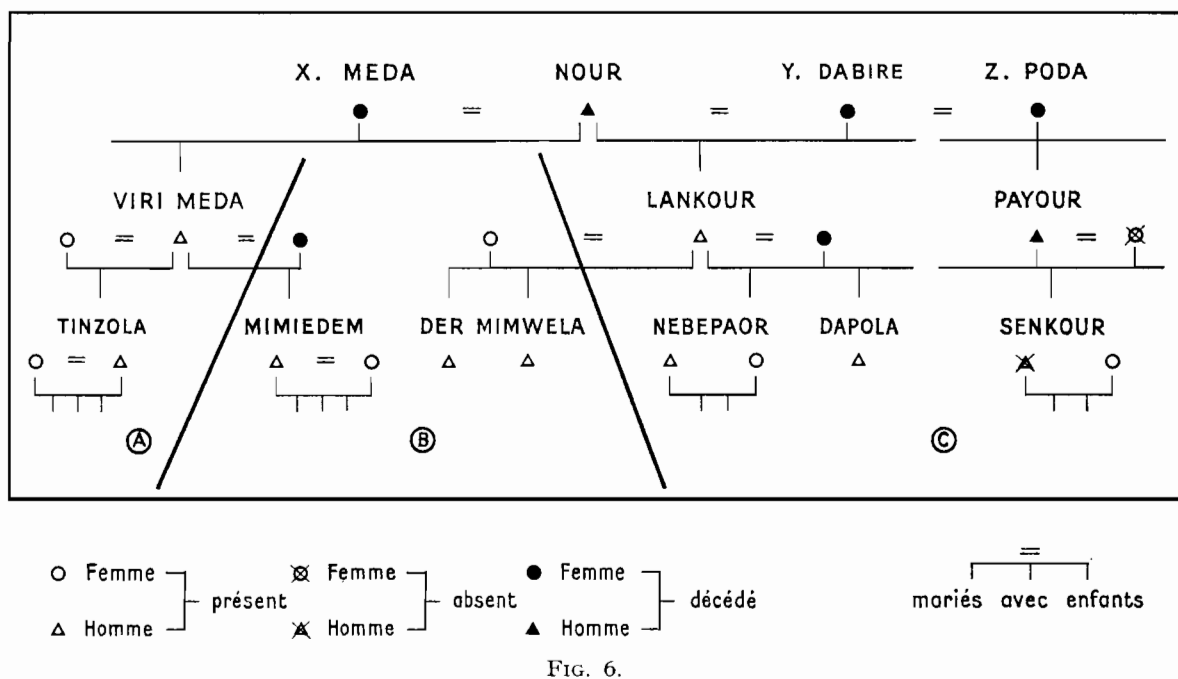 X. MEDA NOUR Y. DABIRE Z. PODA
= = =
VIRI MEDA LANKOUR PAYOUR
= = = = =
TINZOLA MIMIEDEM DER MIMWELA NEBEPAOR DAPOLA SENKOUR
= =
A B C
Femme Femme Femme =
présent absent décédé mariés avec enfants
Homme Homme Homme
FIG. 6.